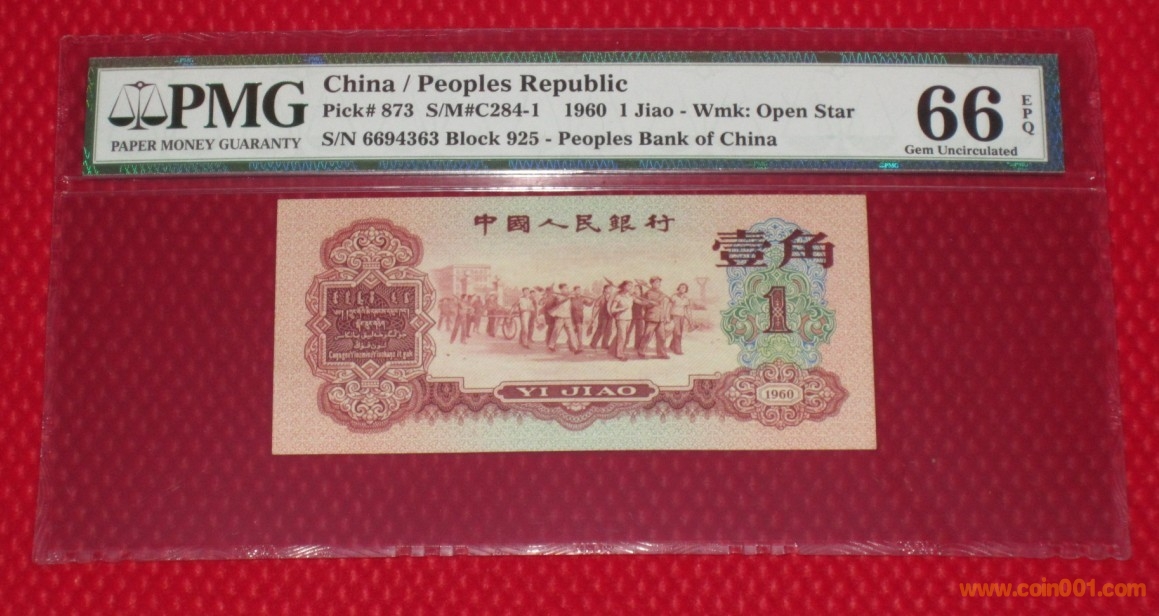 PMG
PAPER MONEY GUARANTY
China / Peoples Republic
Pick# 873 S/M#C284-1 1960 1 Jiao - Wmk: Open Star
S/N 6694363 Block 925 - Peoples Bank of China
66 EPQ
Gem Uncirculated
中國人民銀行
壹角
1
YI JIAO
1960
www.coin001.com